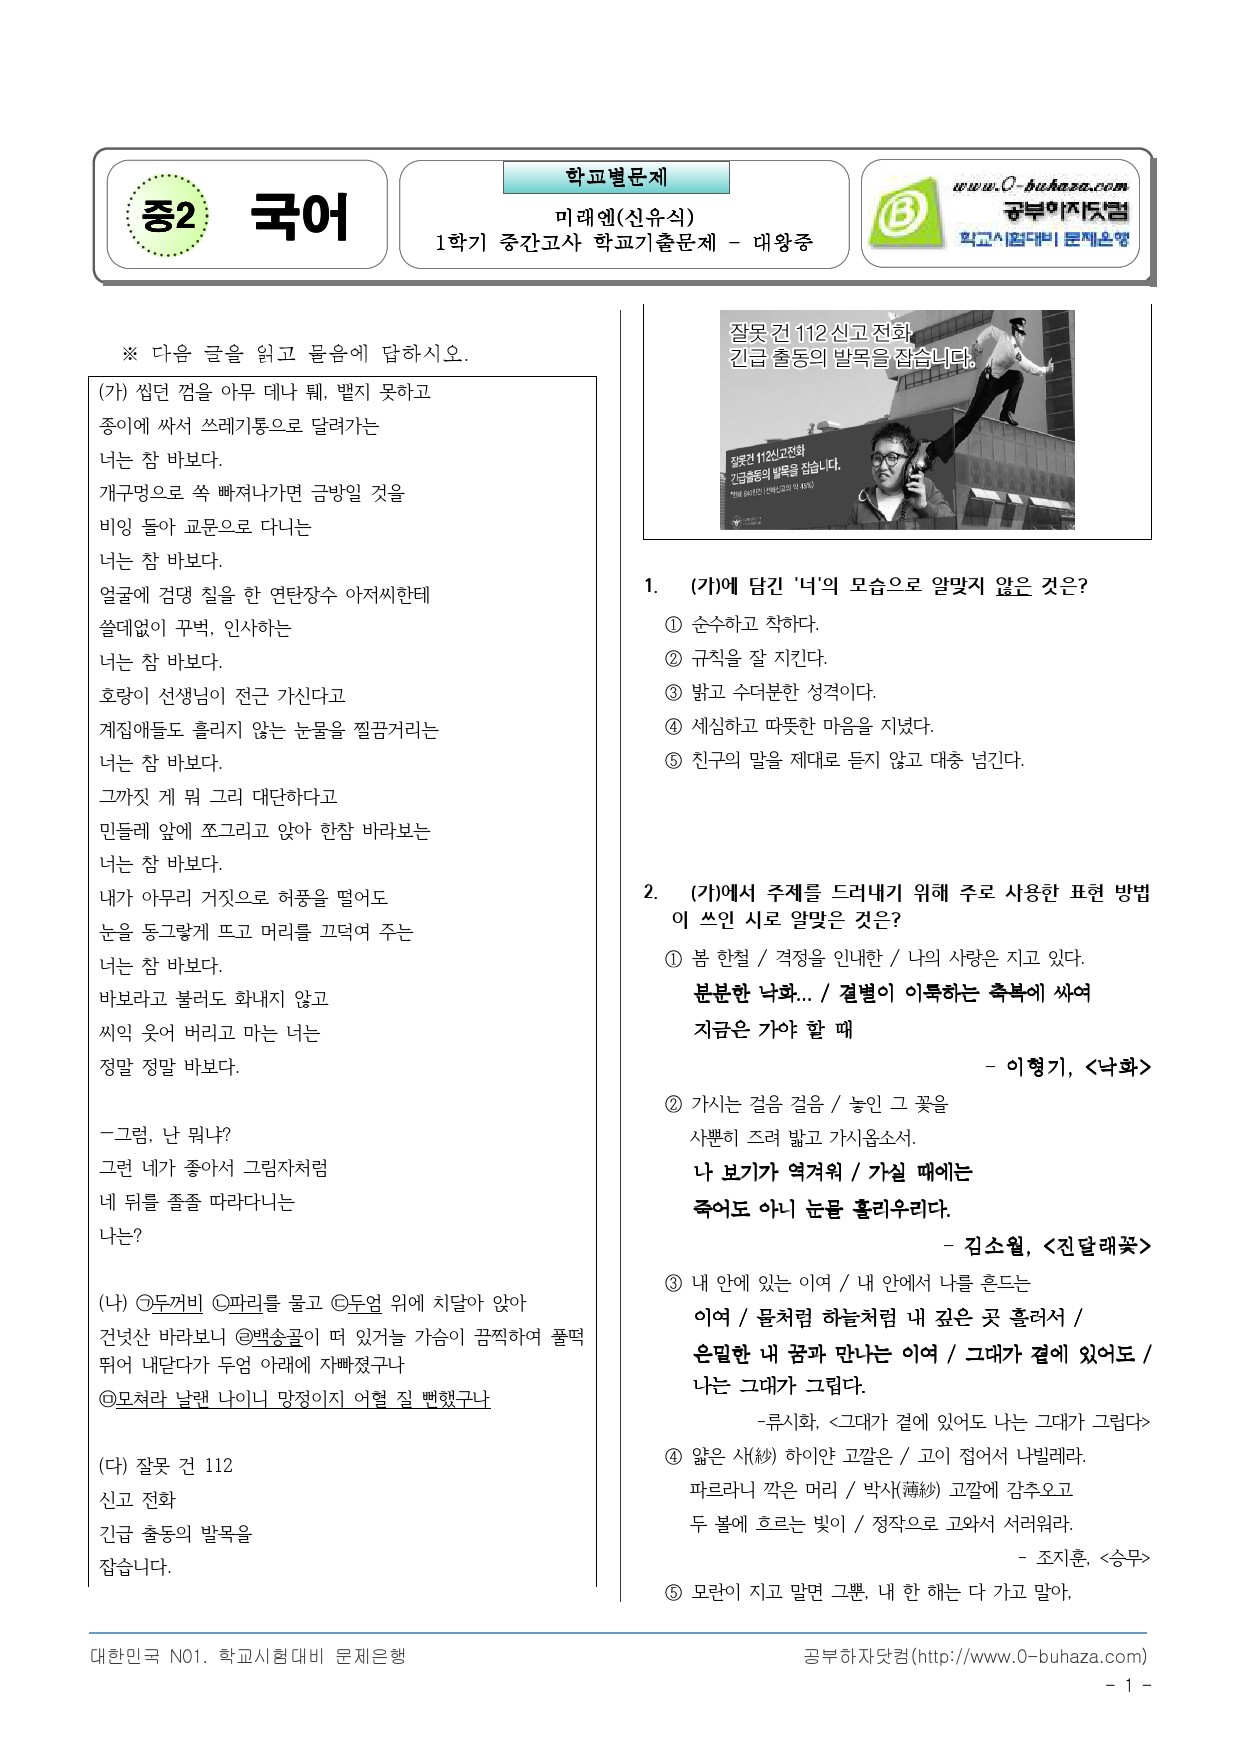 중2
국어
학교별문제
미래엔(신유식)
1학기 중간고사 학교기출문제 - 대왕중
www.0-buhaza.com
공부하자닷컴
학교시험대비 문제은행
※ 다음 글을 읽고 물음에 답하시오.
(가) 씹던 껌을 아무 데나 퉤, 뱉지 못하고
종이에 싸서 쓰레기통으로 달려가는
너는 참 바보다.
개구멍으로 쏙 빠져나가면 금방일 것을
비잉 돌아 교문으로 다니는
너는 참 바보다.
얼굴에 검댕 칠을 한 연탄장수 아저씨한테
쓸데없이 꾸벅, 인사하는
너는 참 바보다.
호랑이 선생님이 전근 가신다고
계집애들도 흘리지 않는 눈물을 찔끔거리는
너는 참 바보다.
그까짓 게 뭐 그리 대단하다고
민들레 앞에 쪼그리고 앉아 한참 바라보는
너는 참 바보다.
내가 아무리 거짓으로 허풍을 떨어도
눈을 동그랗게 뜨고 머리를 끄덕여 주는
너는 참 바보다.
바보라고 불러도 화내지 않고
씨익 웃어 버리고 마는 너는
정말 정말 바보다.
―그럼, 난 뭐냐?
그런 네가 좋아서 그림자처럼
네 뒤를 졸졸 따라다니는
나는?
(나) ㉠두꺼비 ㉡파리를 물고 ㉢두엄 위에 치달아 앉아
건넛산 바라보니 ㉣백송골이 떠 있거늘 가슴이 끔찍하여 풀떡
뛰어 내닫다가 두엄 아래에 자빠졌구나
㉤모쳐라 날랜 나이니 망정이지 어혈 질 뻔했구나
(다) 잘못 건 112
신고 전화
긴급 출동의 발목을
잡습니다.
잘못 건 112 신고 전화
긴급 출동의 발목을 잡습니다.
잘못건 112신고전화
긴급출동의 발목을 잡습니다.
1. (가)에 담긴 '너'의 모습으로 알맞지 않은 것은?
① 순수하고 착하다.
② 규칙을 잘 지킨다.
③ 밝고 수더분한 성격이다.
④ 세심하고 따뜻한 마음을 지녔다.
⑤ 친구의 말을 제대로 듣지 않고 대충 넘긴다.
2. (가)에서 주제를 드러내기 위해 주로 사용한 표현 방법
이 쓰인 시로 알맞은 것은?
① 봄 한철 / 격정을 인내한 / 나의 사랑은 지고 있다.
분분한 낙화... / 결별이 이룩하는 축복에 싸여
지금은 가야 할 때
- 이형기, <낙화>
② 가시는 걸음 걸음 / 놓인 그 꽃을
사뿐히 즈려 밟고 가시옵소서.
나 보기가 역겨워 / 가실 때에는
죽어도 아니 눈물 흘리우리다.
- 김소월, <진달래꽃>
③ 내 안에 있는 이여 / 내 안에서 나를 흔드는
이여 / 물처럼 하늘처럼 내 깊은 곳 흘러서 /
은밀한 내 꿈과 만나는 이여 / 그대가 곁에 있어도 /
나는 그대가 그립다.
-류시화, <그대가 곁에 있어도 나는 그대가 그립다>
④ 얇은 사(紗) 하이얀 고깔은 / 고이 접어서 나빌레라.
파르라니 깍은 머리 / 박사(薄紗) 고깔에 감추오고
두 볼에 흐르는 빛이 / 정작으로 고와서 서러워라.
- 조지훈, <승무>
⑤ 모란이 지고 말면 그뿐, 내 한 해는 다 가고 말아,
대한민국 N01. 학교시험대비 문제은행
공부하자닷컴(http://www.0-buhaza.com)
- 1 -